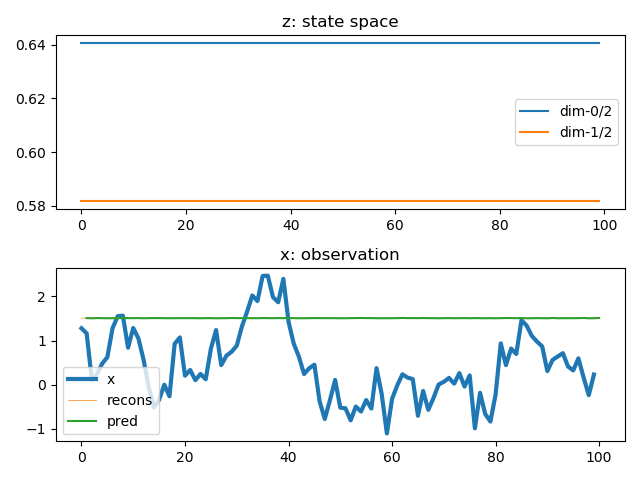 z: state space
0.64
0.62
0.60
0.58
dim-0/2
dim-1/2
0 20 40 60 80 100
x: observation
2
1
0
−1
x
recons
pred
0 20 40 60 80 100